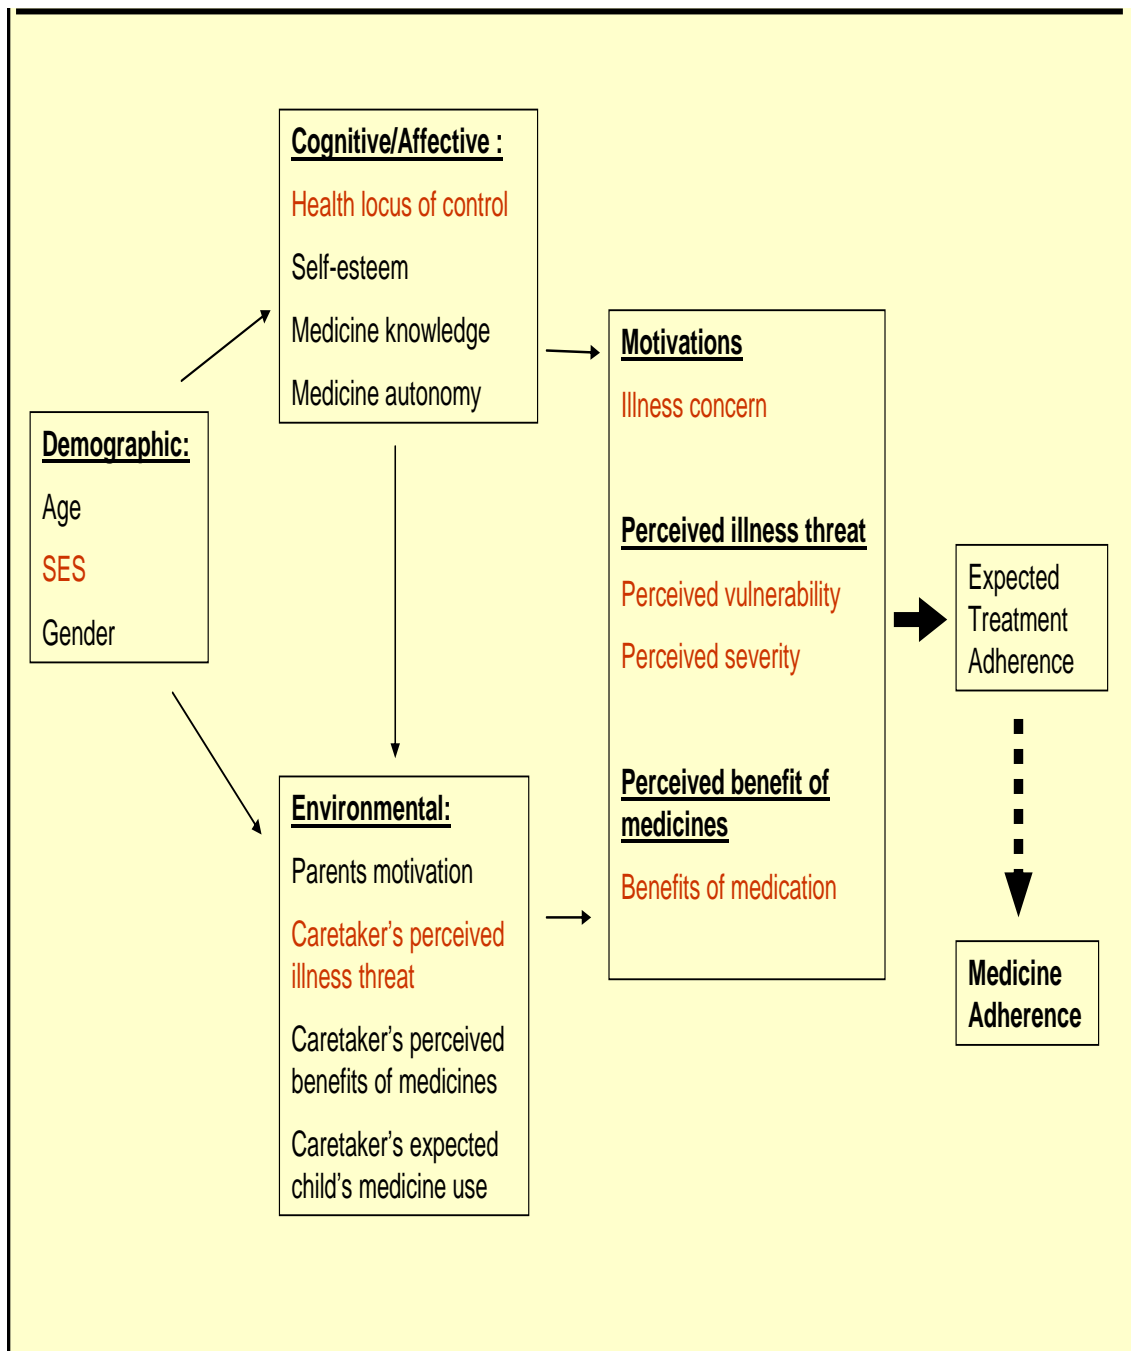 Cognitive/Affective :
Health locus of control
Self-esteem
Medicine knowledge
Medicine autonomy
Demographic:
Age
SES
Gender
Environmental:
Parents motivation
Caretaker’s perceived
illness threat
Caretaker’s perceived
benefits of medicines
Caretaker’s expected
child’s medicine use
Motivations
Illness concern
Perceived illness threat
Perceived vulnerability
Perceived severity
Perceived benefit of
medicines
Benefits of medication
Expected
Treatment
Adherence
Medicine
Adherence